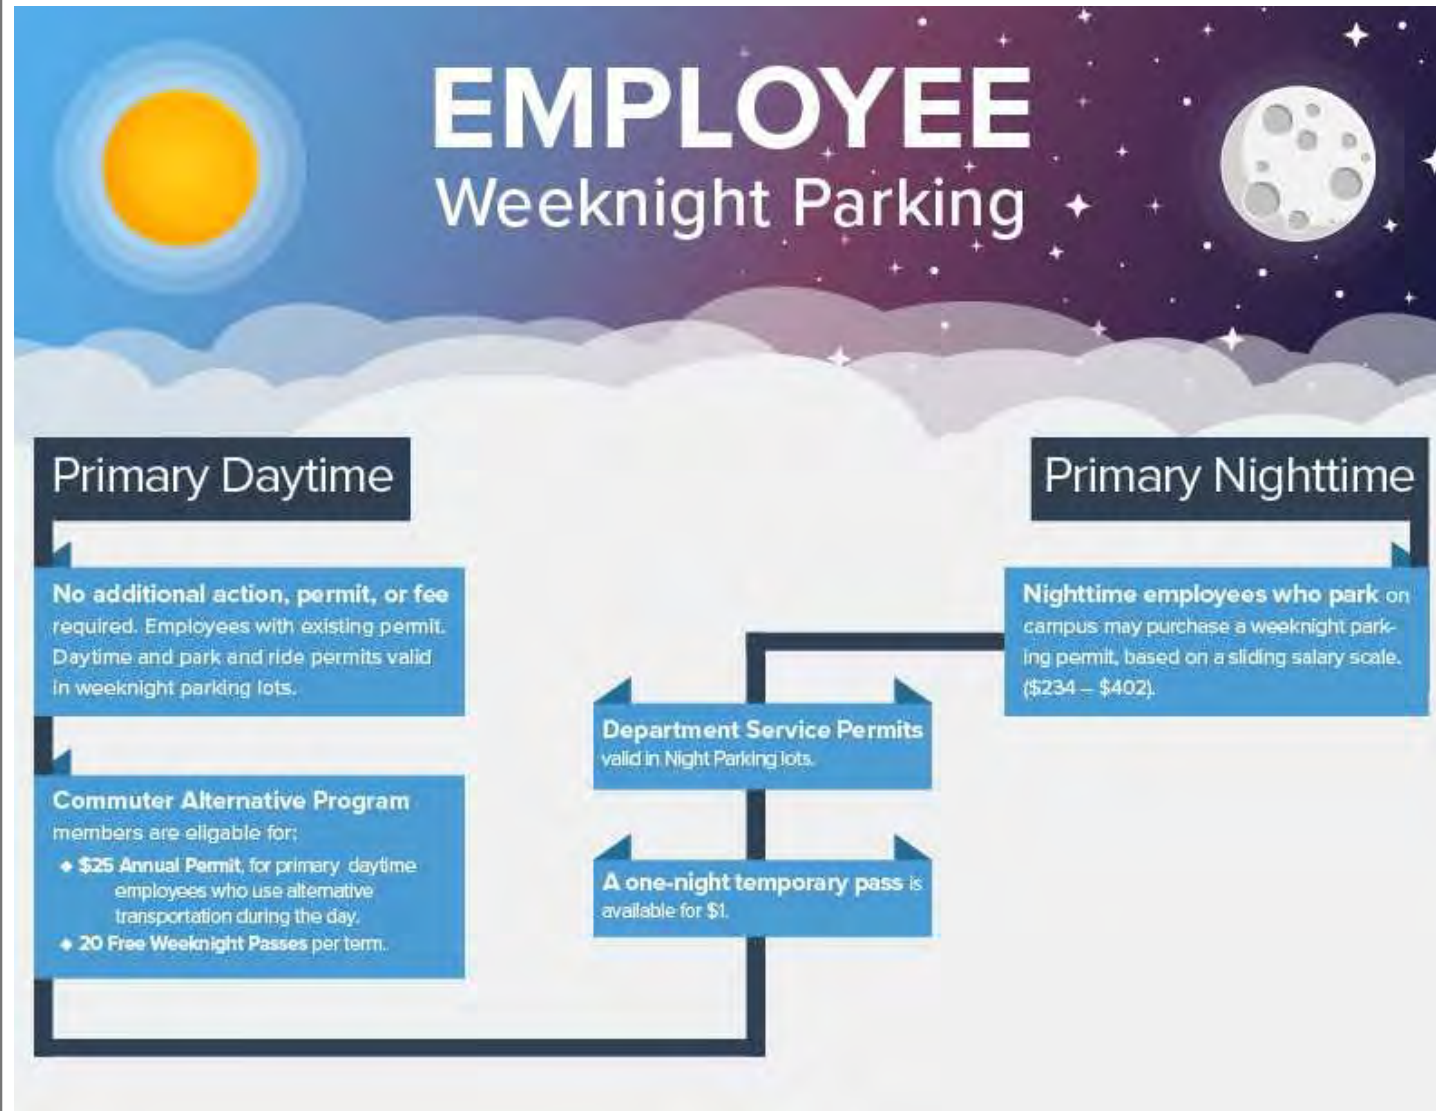 EMPLOYEE
Weeknight Parking
Primary Daytime
No additional action, permit, or fee
required. Employees with existing permit.
Daytime and park and ride permits valid
in weeknight parking lots.
Commuter Alternative Program
members are eligable for:
◆ $25 Annual Permit, for primary daytime
employees who use alternative
transportation during the day.
◆ 20 Free Weeknight Passes per term.
Department Service Permits
valid in Night Parking lots.
A one-night temporary pass is
available for $1.
Primary Nighttime
Nighttime employees who park on
campus may purchase a weeknight park-
ing permit, based on a sliding salary scale.
($234 – $402).